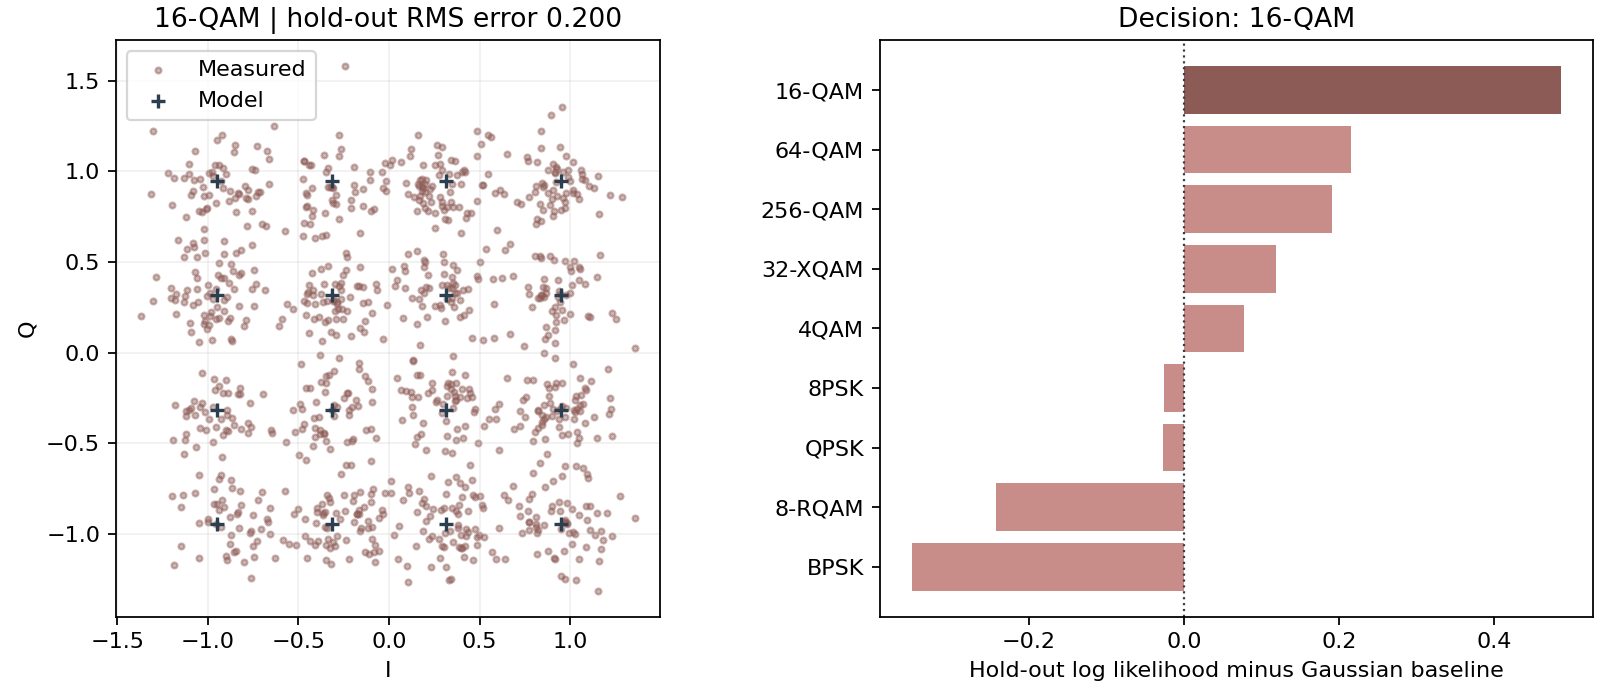 16-QAM | hold-out RMS error 0.200
Measured
Model
Q
1.5
1.0
0.5
0.0
−0.5
−1.0
−1.5
−1.0
−0.5
0.0
0.5
1.0
I
Decision: 16-QAM
16-QAM
64-QAM
256-QAM
32-XQAM
4QAM
8PSK
QPSK
8-RQAM
BPSK
−0.2
0.0
0.2
0.4
Hold-out log likelihood minus Gaussian baseline